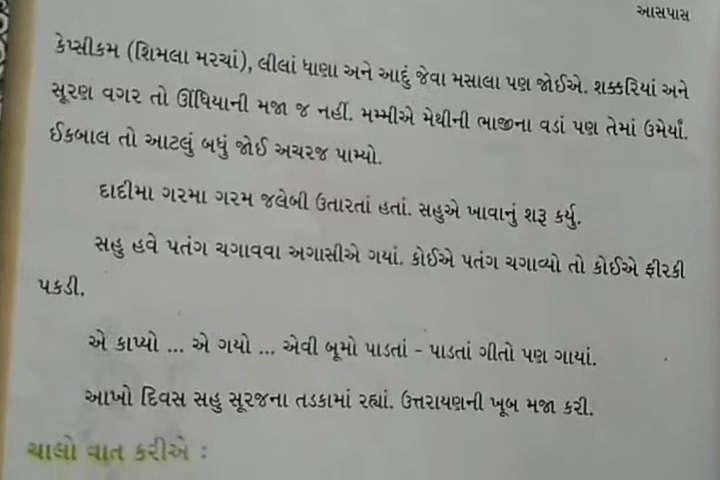 આસપાસ
કેપ્સીકમ (શિમલા મરચાં), લીલાં ધાણા અને આદું જેવા મસાલા પણ જોઈએ. શક્કરિયાં અને
સૂરણ વગર તો ઊંધિયાની મજા જ નહીં. મમ્મીએ મેથીની ભાજીના વડાં પણ તેમાં ઉમેર્યાં.
ઈકબાલ તો આટલું બધું જોઈ અચરજ પામ્યો.
દાદીમા ગરમા ગરમ જલેબી ઉતારતાં હતાં. સહુએ ખાવાનું શરૂ કર્યુ.
સહુ હવે પતંગ ચગાવવા અગાસીએ ગયાં. કોઈએ પતંગ ચગાવ્યો તો કોઈએ ફીરકી
પકડી.
એ કાપ્યો ... એ ગયો ... એવી બૂમો પાડતાં - પાડતાં ગીતો પણ ગાયાં.
આખો દિવસ સહુ સૂરજના તડકામાં રહ્યાં. ઉત્તરાયણની ખૂબ મજા કરી.
ચાલો વાત કરીએ :